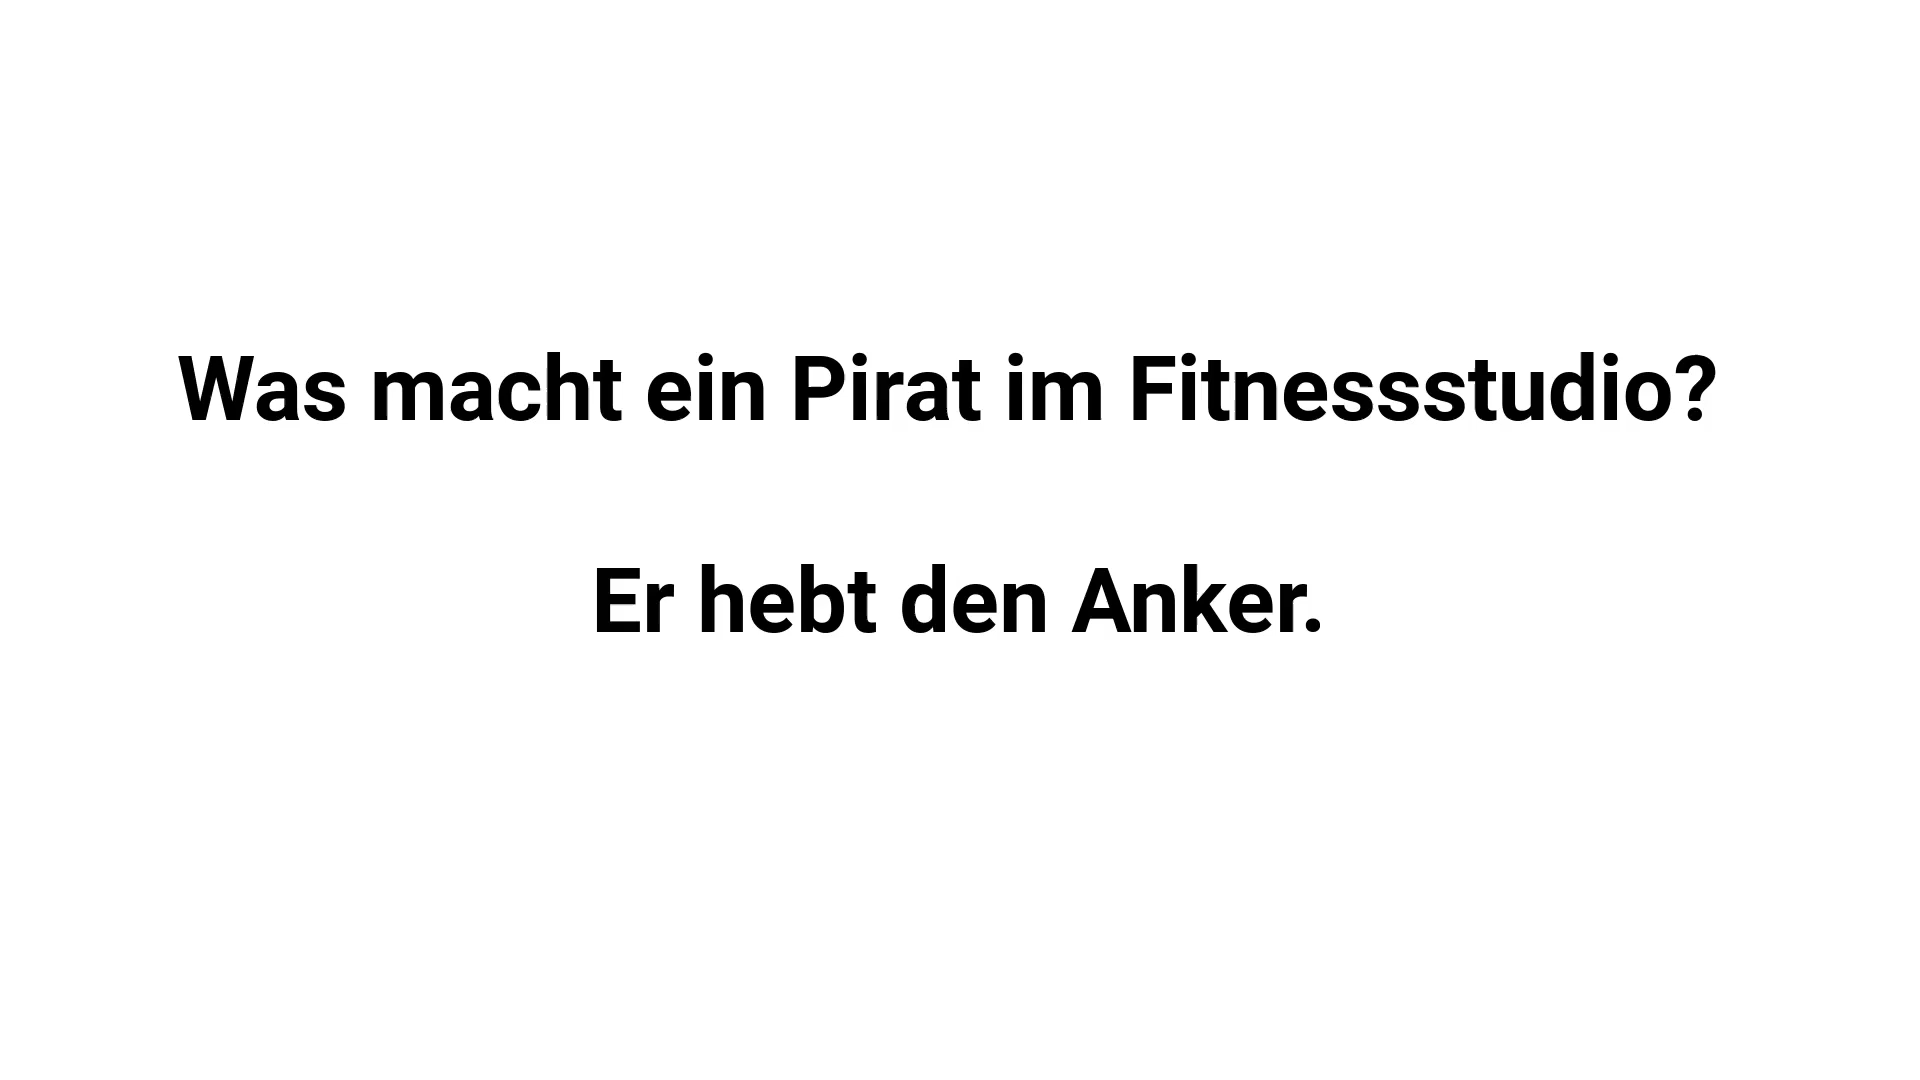 Was macht ein Pirat im Fitnessstudio?
Er hebt den Anker.